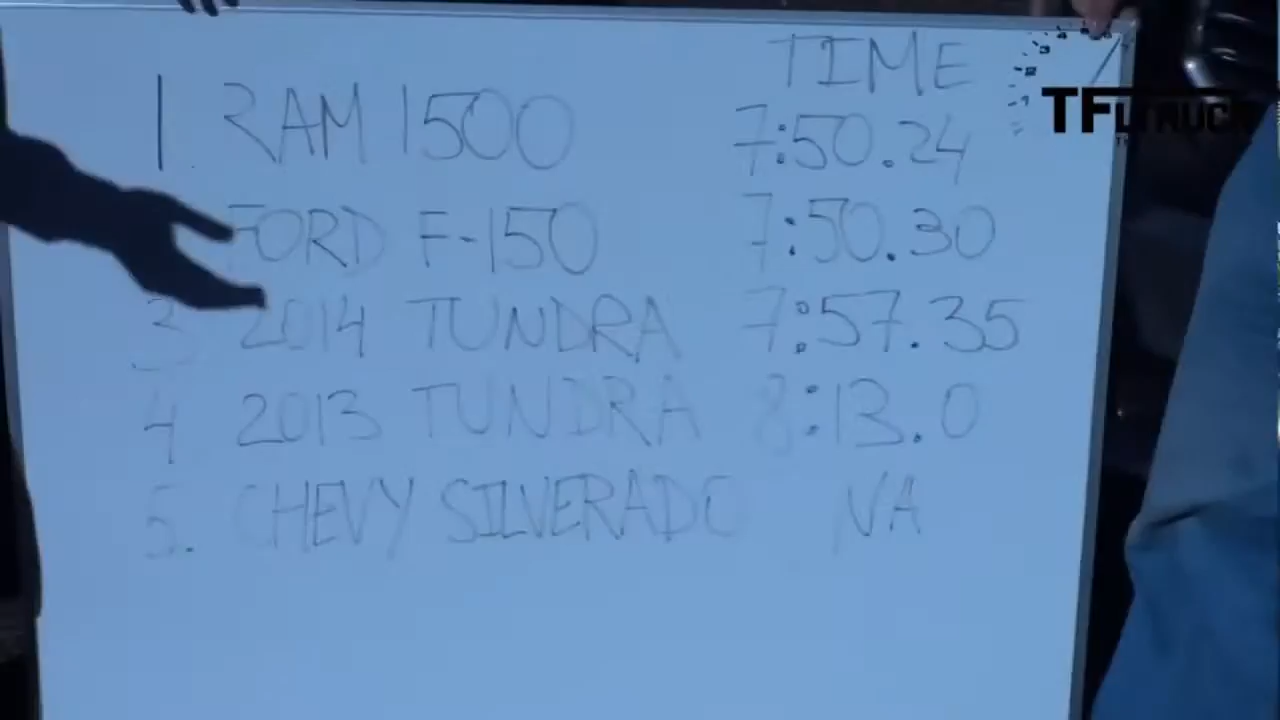 TIME
1. RAM 1500 7:50.24
FORD F-150 7:50.30
3 2014 TUNDRA 7:57.35
4 2013 TUNDRA 8:13.0
5. CHEVY SILVERADO NA
TFLTRUCK